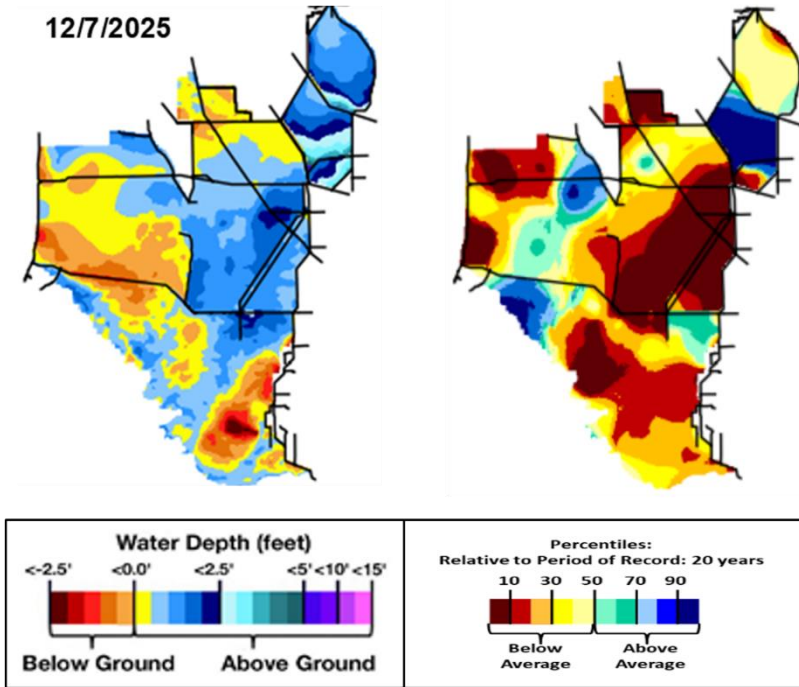 12/7/2025
Water Depth (feet)
<-2.5' <0.0' <2.5' <5' <10' <15'
Below Ground Above Ground
Percentiles:
Relative to Period of Record: 20 years
10 30 50 70 90
Below
Average
Above
Average